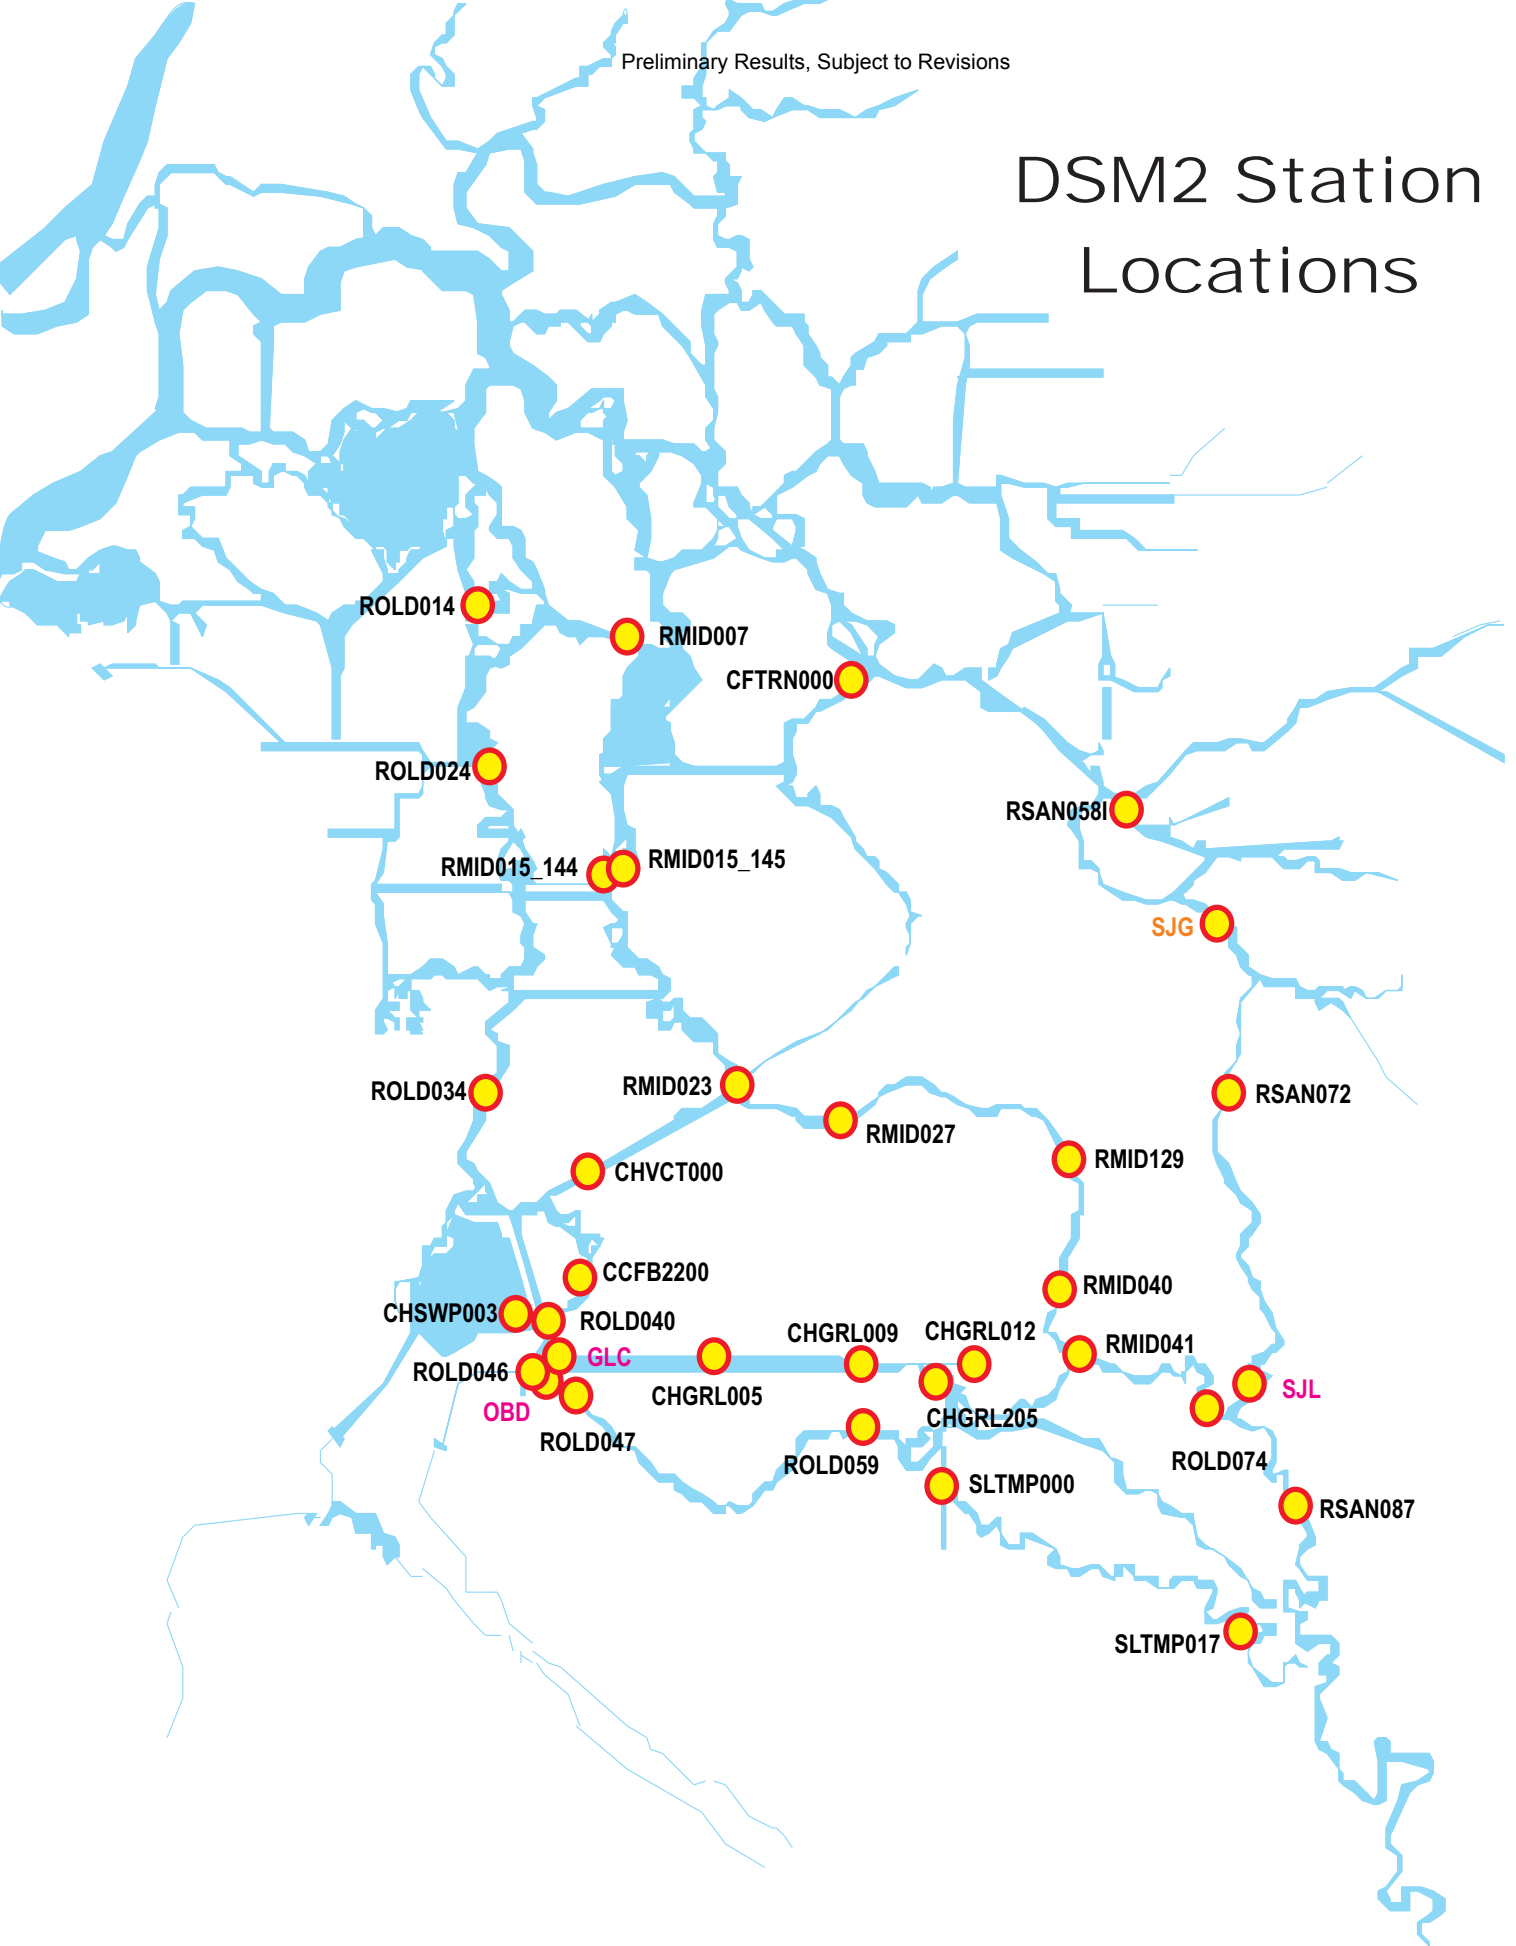 Preliminary Results, Subject to Revisions
DSM2 Station
Locations
ROLD014
RMID007
CFTRN000
ROLD024
RSAN058I
RMID015_144
RMID015_145
SJG
ROLD034
RMID023
RSAN072
RMID027
RMID129
CHVCT000
CCFB2200
RMID040
CHSWP003
ROLD040
CHGRL009
CHGRL012
RMID041
GLC
ROLD046
CHGRL005
SJL
OBD
CHGRL205
ROLD047
ROLD059
ROLD074
SLTMP000
RSAN087
SLTMP017